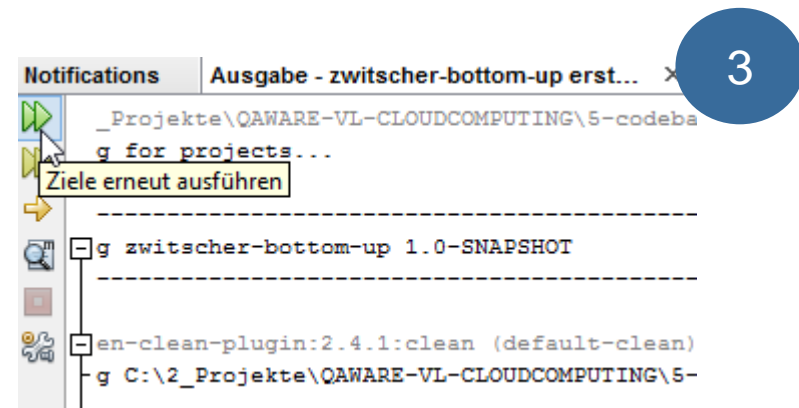 3
Notifications Ausgabe - zwitscher-bottom-up erst... ×
_Projekte\QAWARE-VL-CLOUDCOMPUTING\5-codeba
g for projects...
Ziele erneut ausführen
------------------------------------------------
g zwitscher-bottom-up 1.0-SNAPSHOT
------------------------------------------------
en-clean-plugin:2.4.1:clean (default-clean)
g C:\2_Projekte\QAWARE-VL-CLOUDCOMPUTING\5-